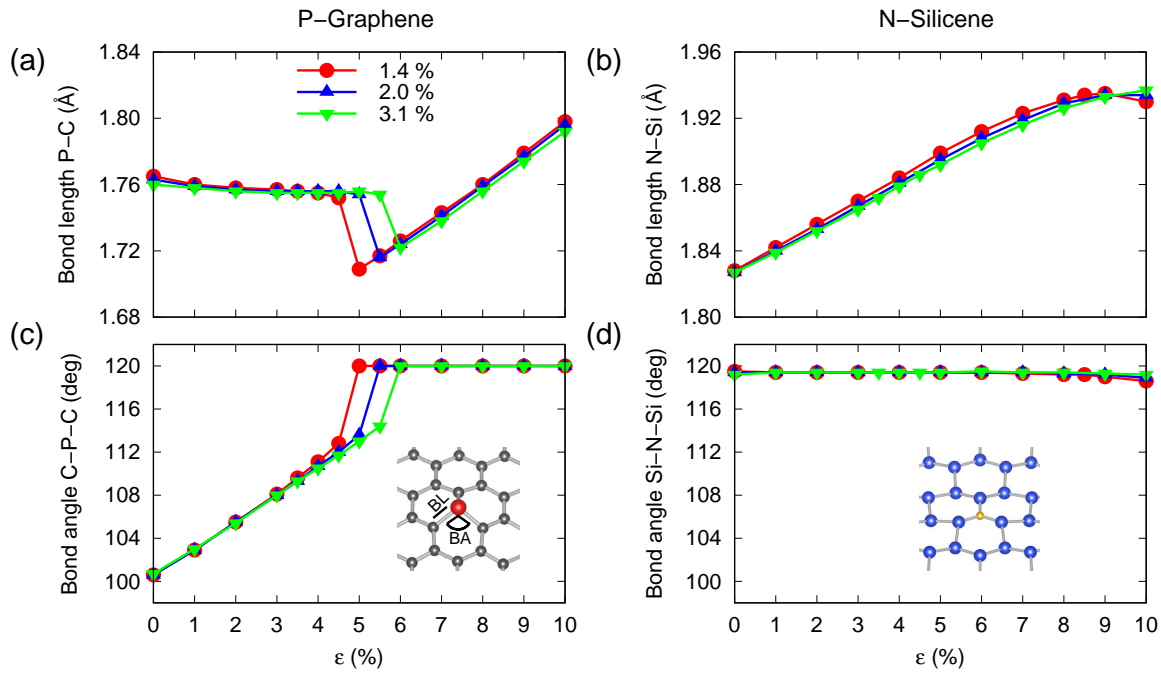 P−Graphene
N−Silicene
(a)
1.84
1.80
1.76
1.72
1.68
Bond length P−C (Å)
1.4 %
2.0 %
3.1 %
(b)
1.96
1.92
1.88
1.84
1.80
Bond length N−Si (Å)
(c)
120
116
112
108
104
100
Bond angle C−P−C (deg)
BL
BA
0 1 2 3 4 5 6 7 8 9 10
ε (%)
(d)
120
116
112
108
104
100
Bond angle Si−N−Si (deg)
0 1 2 3 4 5 6 7 8 9 10
ε (%)